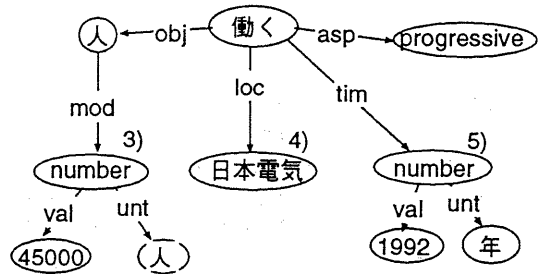 人 obj 働く asp progressive
loc
mod tim
3) 4) 5)
number 日本電気 number
val unt val unt
45000 人 1992 年